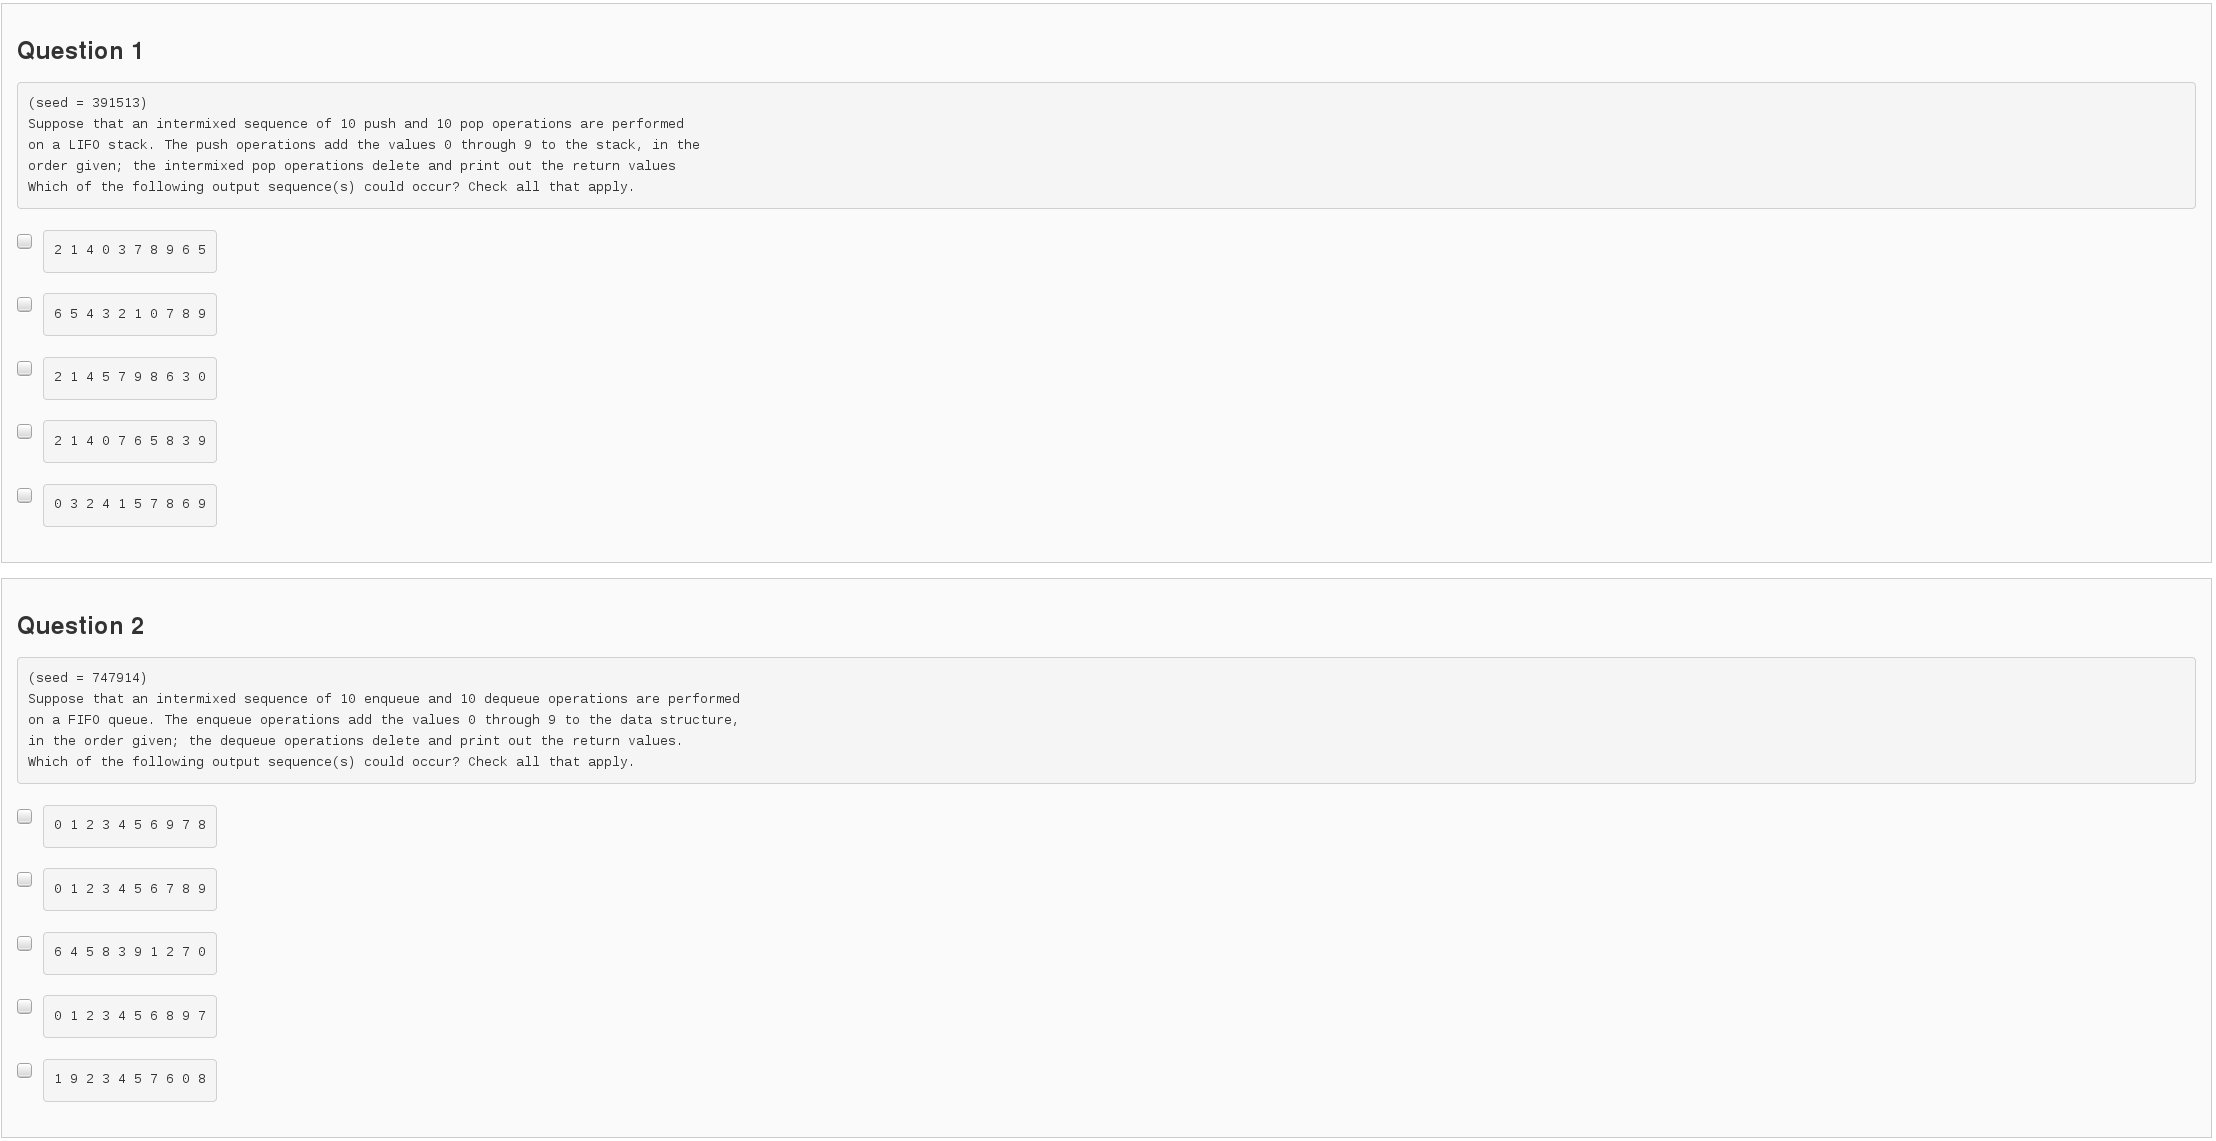 Question 1
(seed = 391513)
Suppose that an intermixed sequence of 10 push and 10 pop operations are performed
on a LIFO stack. The push operations add the values 0 through 9 to the stack, in the
order given; the intermixed pop operations delete and print out the return values
Which of the following output sequence(s) could occur? Check all that apply.
2 1 4 0 3 7 8 9 6 5
6 5 4 3 2 1 0 7 8 9
2 1 4 5 7 9 8 6 3 0
2 1 4 0 7 6 5 8 3 9
0 3 2 4 1 5 7 8 6 9
Question 2
(seed = 747914)
Suppose that an intermixed sequence of 10 enqueue and 10 dequeue operations are performed
on a FIFO queue. The enqueue operations add the values 0 through 9 to the data structure,
in the order given; the dequeue operations delete and print out the return values.
Which of the following output sequence(s) could occur? Check all that apply.
0 1 2 3 4 5 6 9 7 8
0 1 2 3 4 5 6 7 8 9
6 4 5 8 3 9 1 2 7 0
0 1 2 3 4 5 6 8 9 7
1 9 2 3 4 5 7 6 0 8